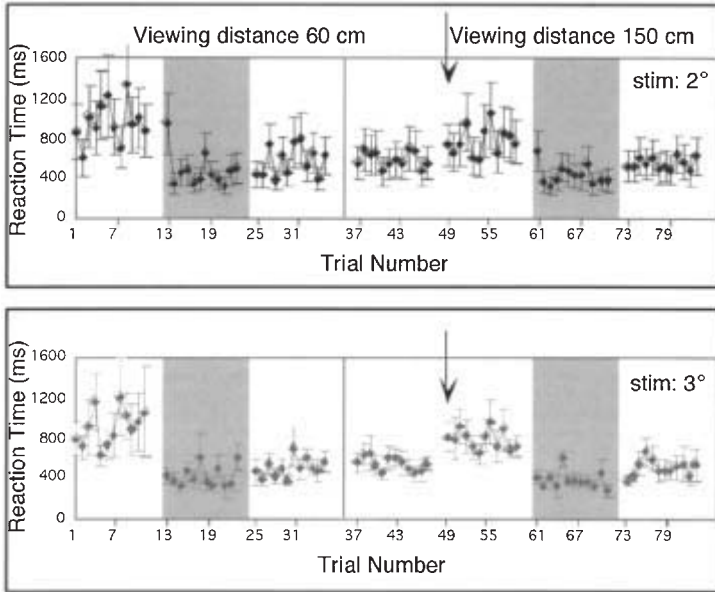 Viewing distance 60 cm Viewing distance 150 cm
stim: 2°
Reaction Time (ms)
1600
1200
800
400
0
1 7 13 19 25 31 37 43 49 55 61 67 73 79
Trial Number
stim: 3°
Reaction Time (ms)
1600
1200
800
400
0
1 7 13 19 25 31 37 43 49 55 61 67 73 79
Trial Number